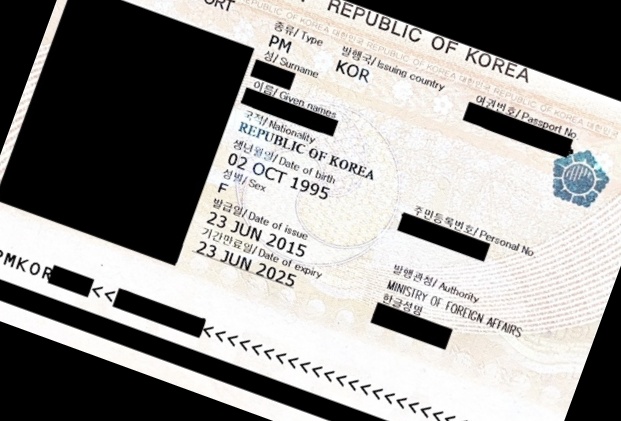 REPUBLIC OF KOREA
종류/ Type 발행국/ Issuing country 여권번호/ Passport No
PM KOR
성/ Surname
이름/ Given names
국적/ Nationality
REPUBLIC OF KOREA
생년월일/ Date of birth
02 OCT 1995
성별/ Sex 주민등록번호/ Personal No
F
발급일/ Date of issue
23 JUN 2015
발행관청/ Authority
MINISTRY OF FOREIGN AFFAIRS
기간만료일/ Date of expiry
23 JUN 2025
한글성명
PMKOR <<